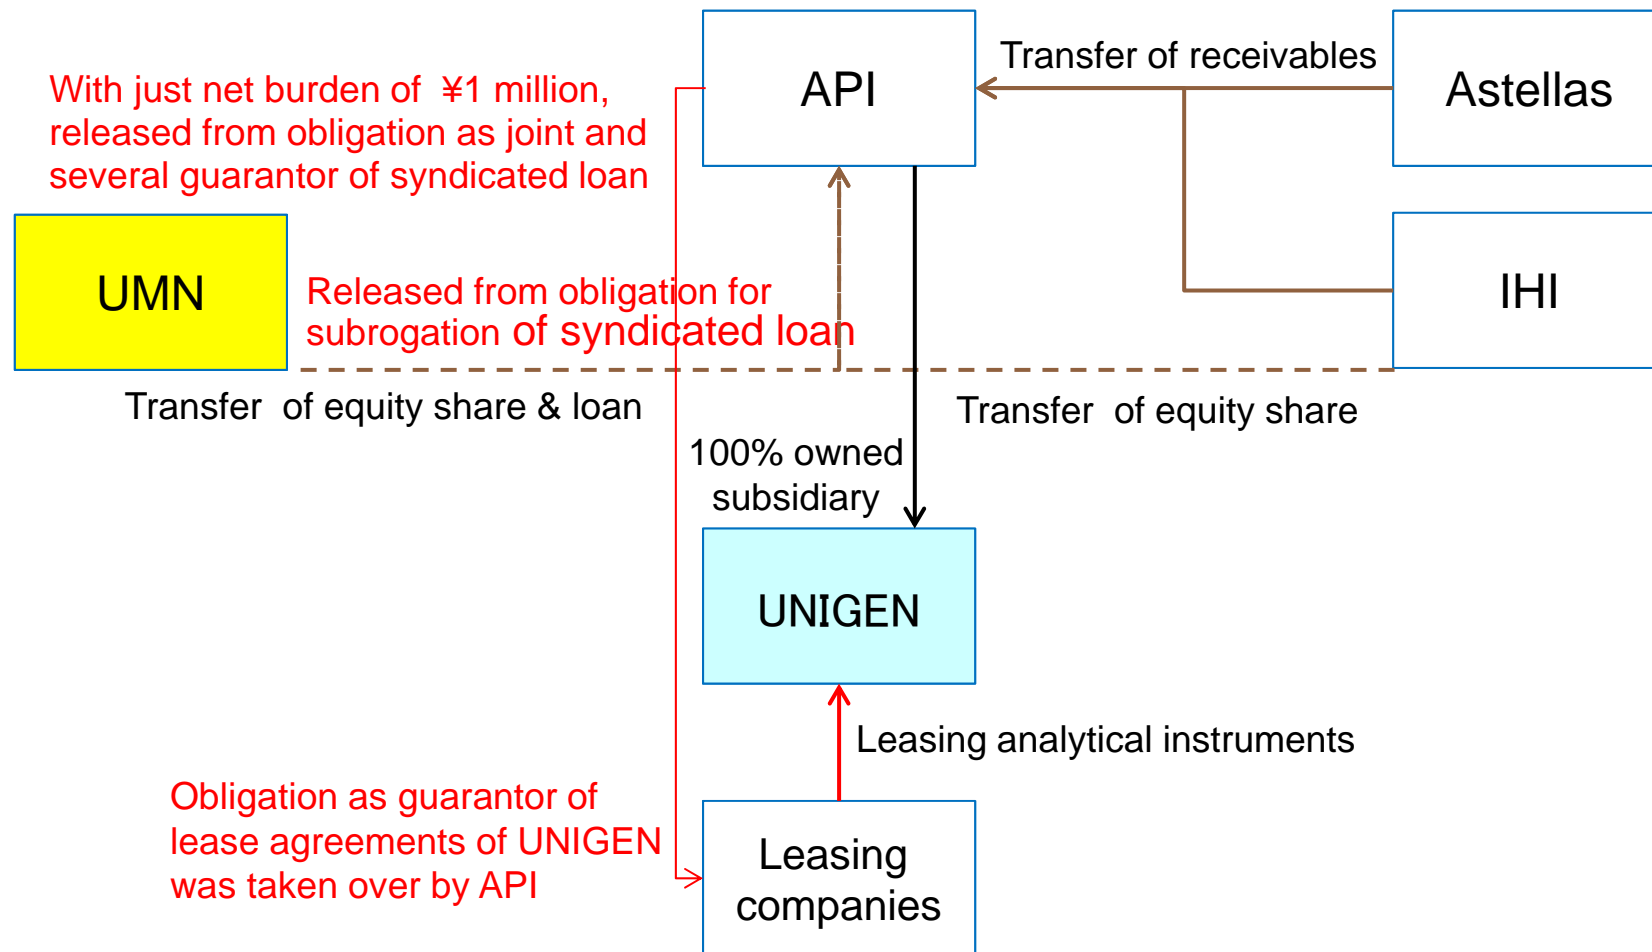 API
Transfer of receivables
Astellas
With just net burden of ¥1 million,
released from obligation as joint and
several guarantor of syndicated loan
UMN
Released from obligation for
subrogation of syndicated loan
IHI
Transfer of equity share & loan
Transfer of equity share
100% owned
subsidiary
UNIGEN
Leasing analytical instruments
Obligation as guarantor of
lease agreements of UNIGEN
was taken over by API
Leasing
companies